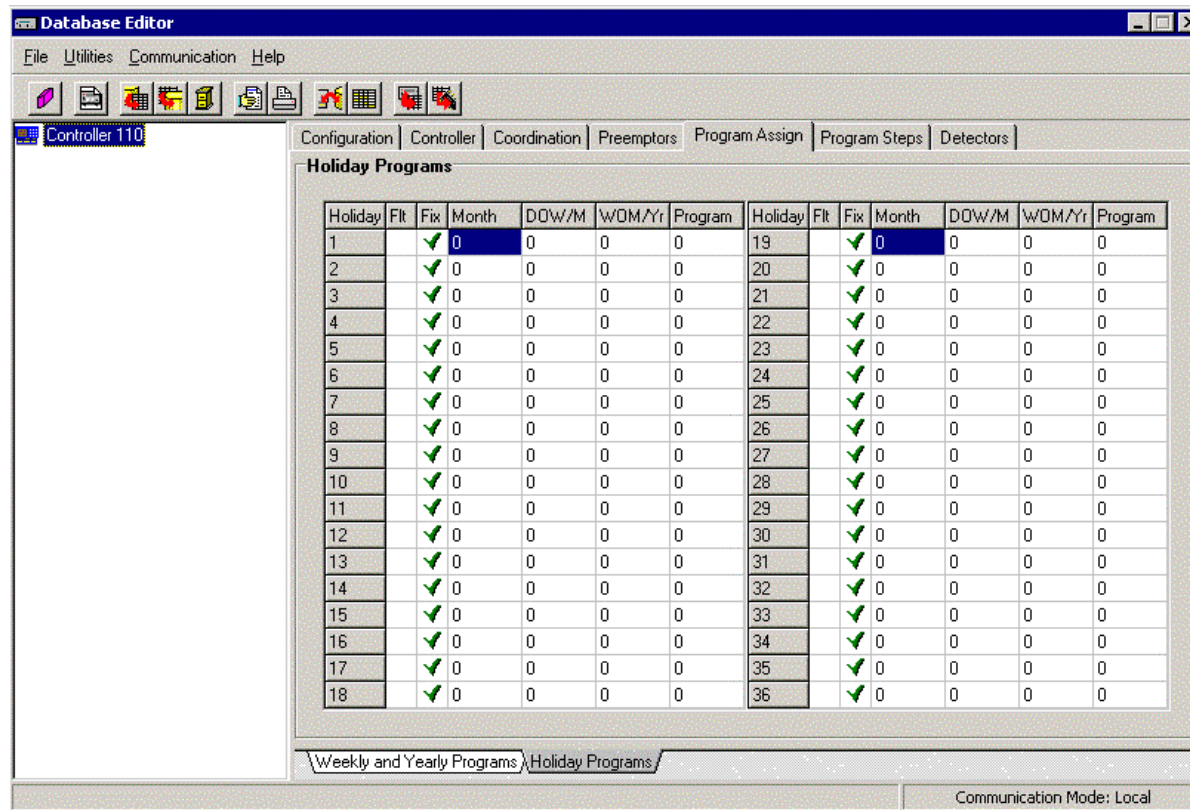 Database Editor
File Utilities Communication Help
Controller 110
Configuration Controller Coordination Preemptors Program Assign Program Steps Detectors
Holiday Programs
Holiday Flt Fix Month DOW/M WOM/Yr Program Holiday Flt Fix Month DOW/M WOM/Yr Program
1 0 0 0 0 19 0 0 0 0
2 0 0 0 0 20 0 0 0 0
3 0 0 0 0 21 0 0 0 0
4 0 0 0 0 22 0 0 0 0
5 0 0 0 0 23 0 0 0 0
6 0 0 0 0 24 0 0 0 0
7 0 0 0 0 25 0 0 0 0
8 0 0 0 0 26 0 0 0 0
9 0 0 0 0 27 0 0 0 0
10 0 0 0 0 28 0 0 0 0
11 0 0 0 0 29 0 0 0 0
12 0 0 0 0 30 0 0 0 0
13 0 0 0 0 31 0 0 0 0
14 0 0 0 0 32 0 0 0 0
15 0 0 0 0 33 0 0 0 0
16 0 0 0 0 34 0 0 0 0
17 0 0 0 0 35 0 0 0 0
18 0 0 0 0 36 0 0 0 0
Weekly and Yearly Programs Holiday Programs
Communication Mode: Local